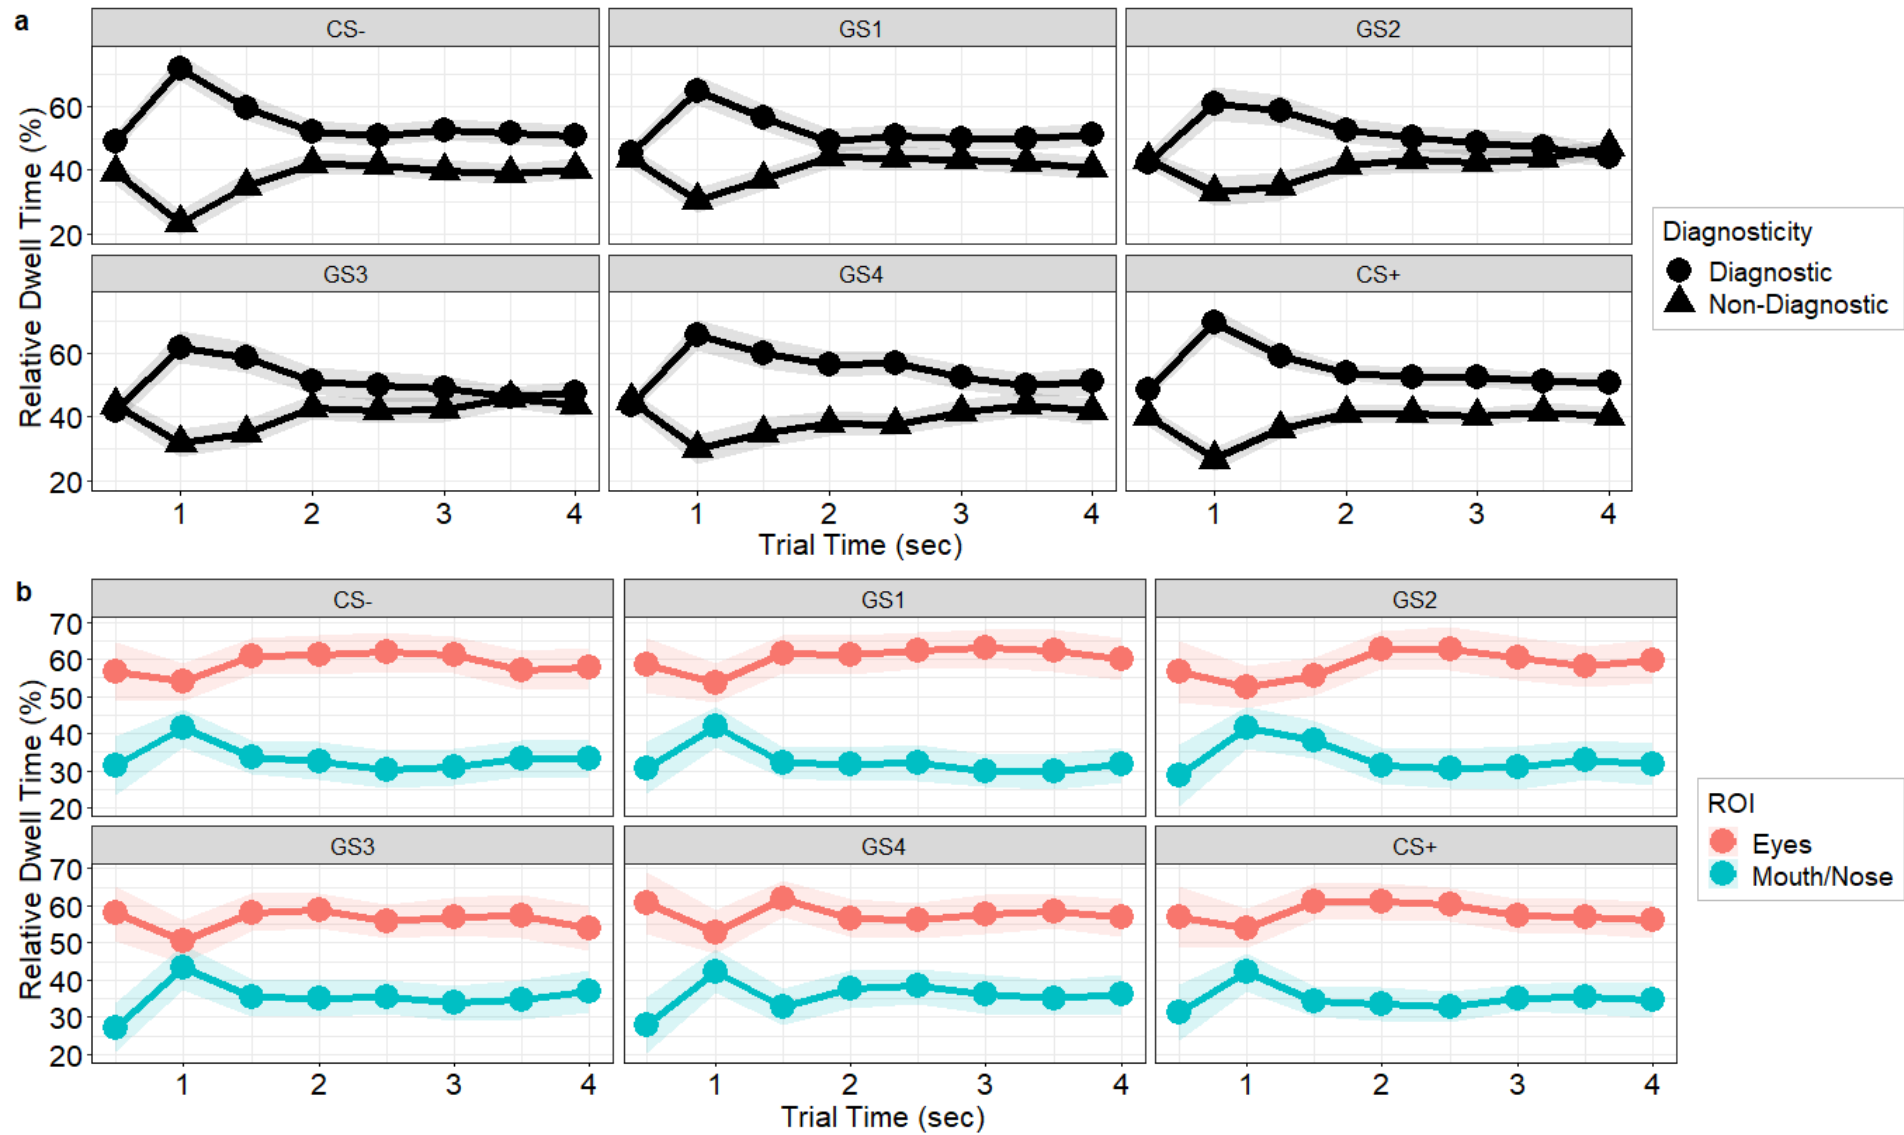 a
CS-
GS1
GS2
60
40
20
GS3
GS4
CS+
60
40
20
Relative Dwell Time (%)
1 2 3 4
1 2 3 4
1 2 3 4
Trial Time (sec)
Diagnosticity
Diagnostic
Non-Diagnostic
b
CS-
GS1
GS2
70
60
50
40
30
20
GS3
GS4
CS+
70
60
50
40
30
20
Relative Dwell Time (%)
1 2 3 4
1 2 3 4
1 2 3 4
Trial Time (sec)
ROI
Eyes
Mouth/Nose